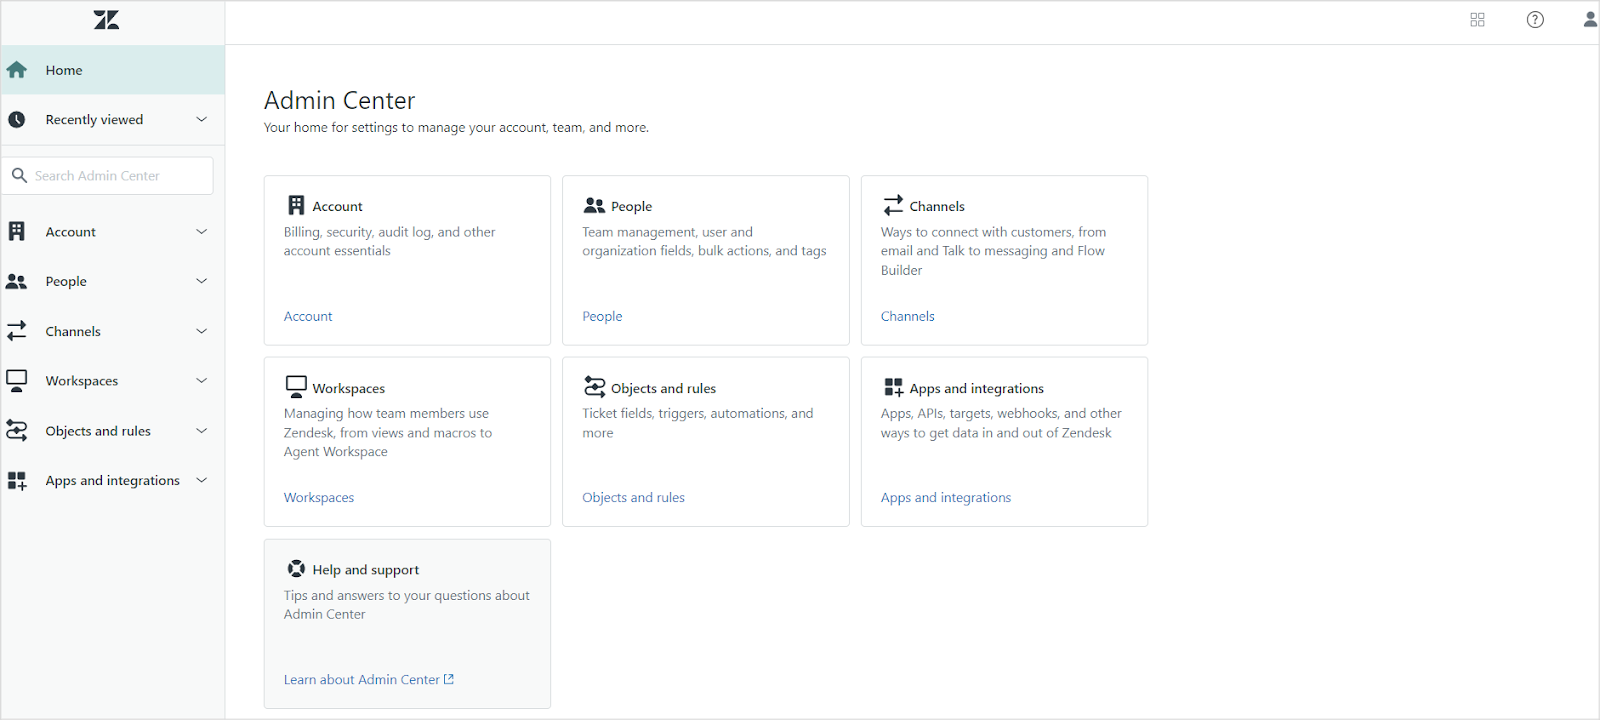 Home
Recently viewed
Search Admin Center
Account
People
Channels
Workspaces
Objects and rules
Apps and integrations
Admin Center
Your home for settings to manage your account, team, and more.
Account
Billing, security, audit log, and other
account essentials
Account
People
Team management, user and
organization fields, bulk actions, and tags
People
Channels
Ways to connect with customers, from
email and Talk to messaging and Flow
Builder
Channels
Workspaces
Managing how team members use
Zendesk, from views and macros to
Agent Workspace
Workspaces
Objects and rules
Ticket fields, triggers, automations, and
more
Objects and rules
Apps and integrations
Apps, APIs, targets, webhooks, and other
ways to get data in and out of Zendesk
Apps and integrations
Help and support
Tips and answers to your questions about
Admin Center
Learn about Admin Center